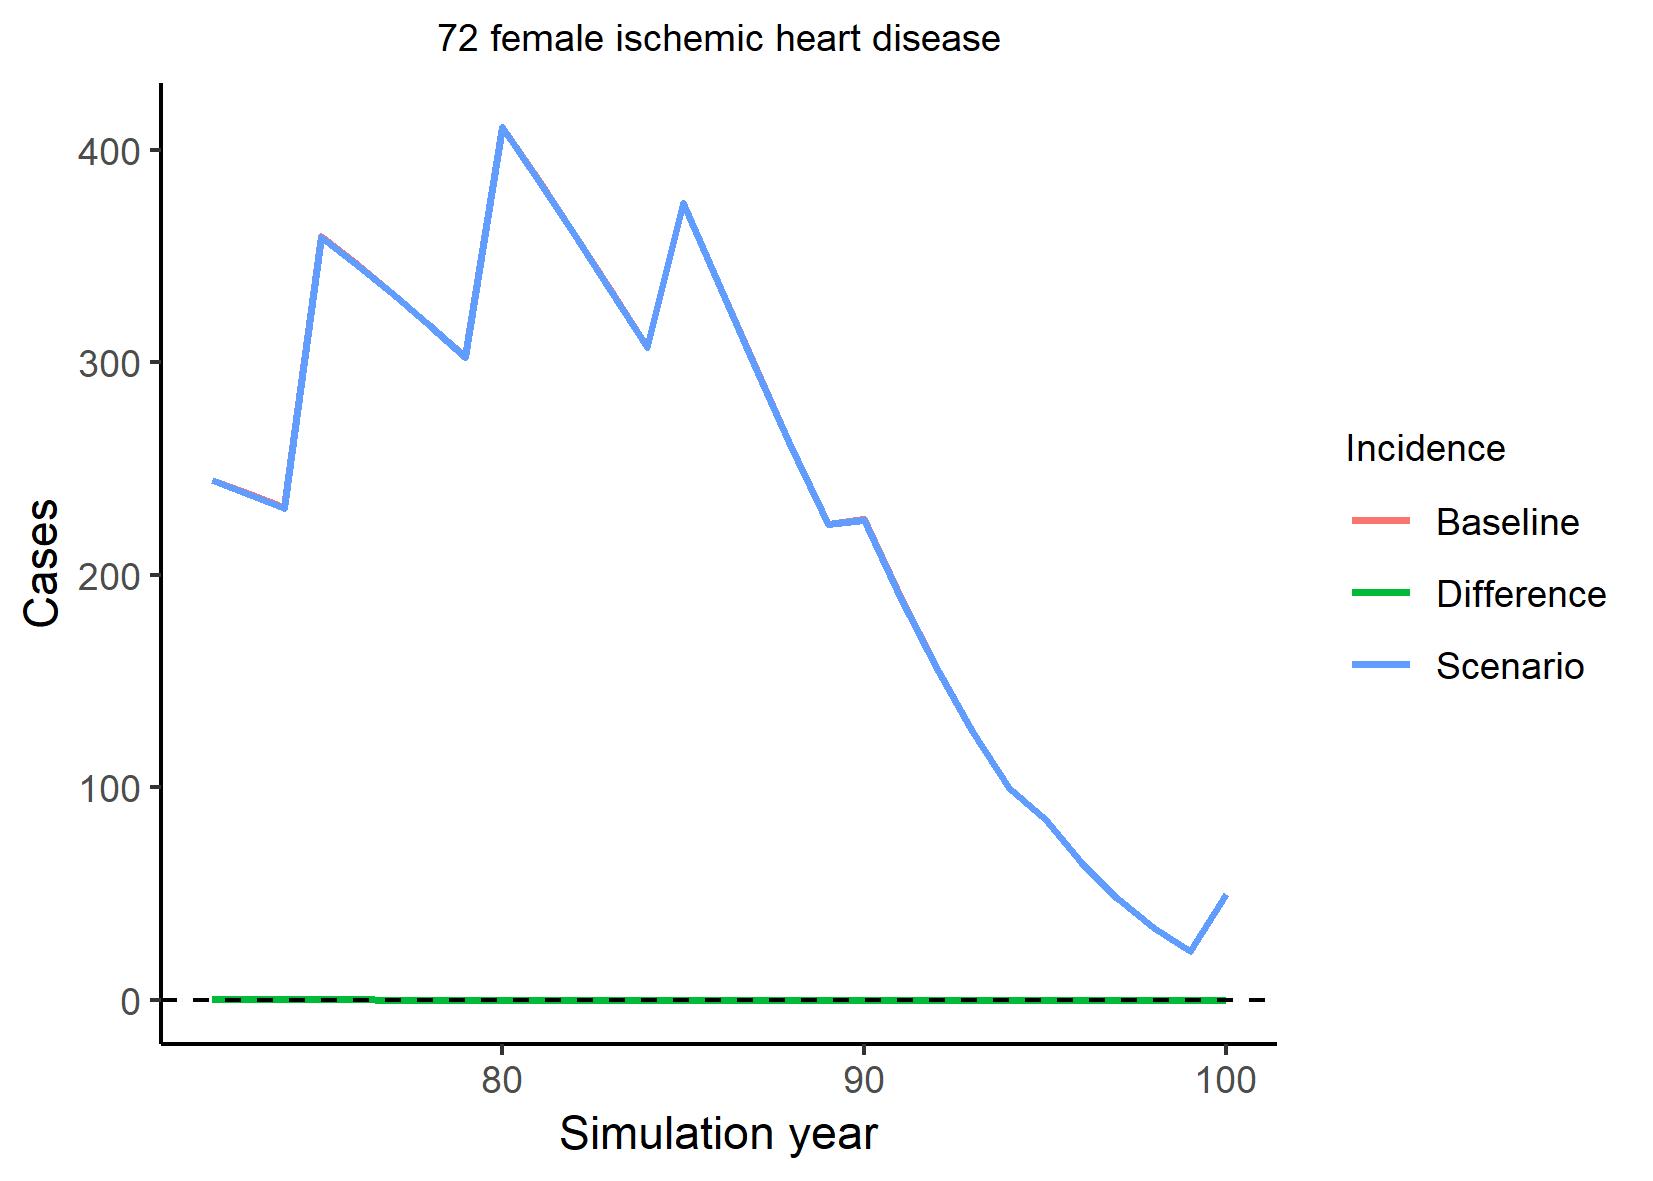 72 female ischemic heart disease
Cases
400
300
200
100
0
80 90 100
Simulation year
Incidence
Baseline
Difference
Scenario